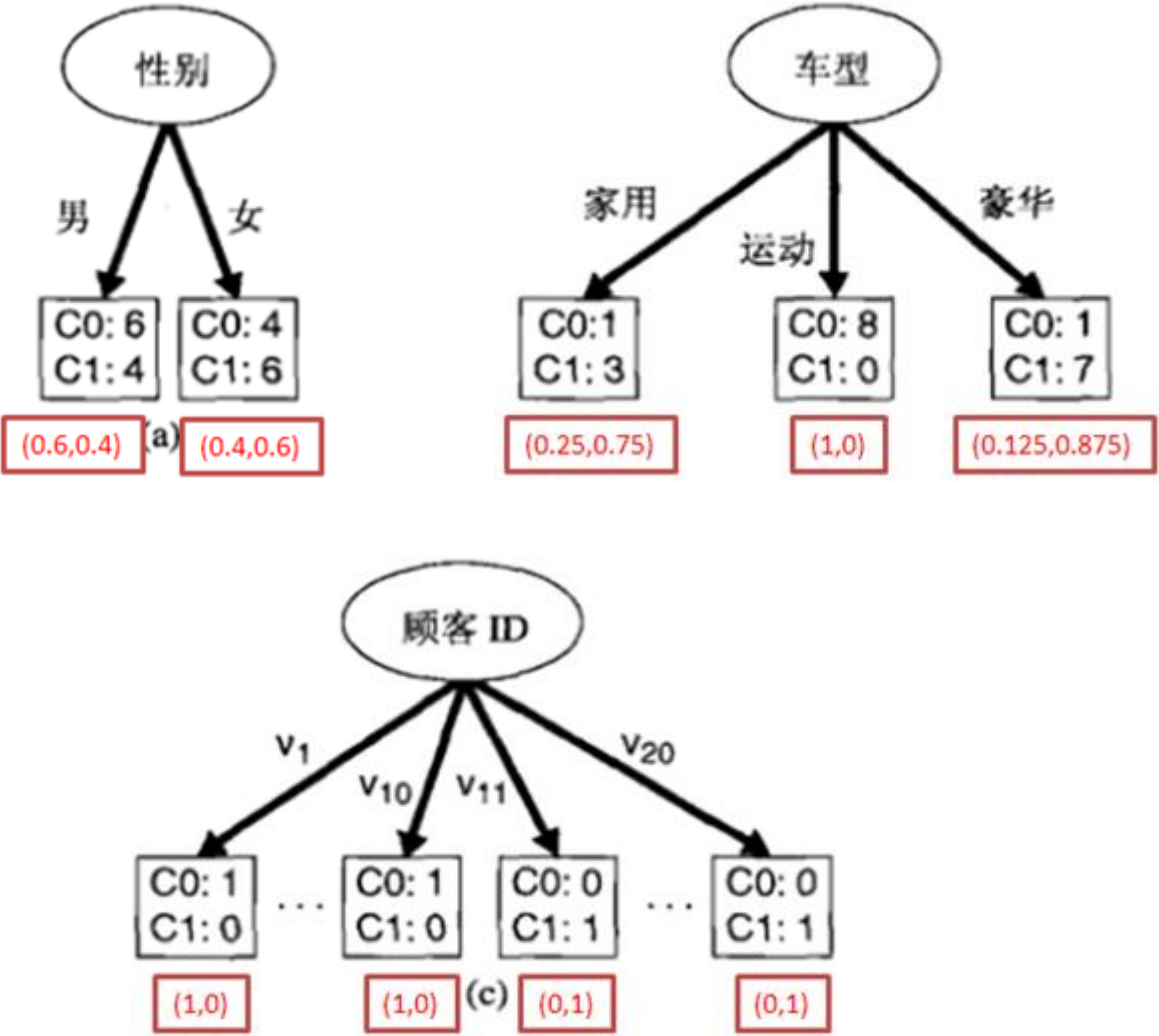 性别
车型
男
女
家用
运动
豪华
C0: 6
C1: 4
C0: 4
C1: 6
C0:1
C1: 3
C0: 8
C1: 0
C0: 1
C1: 7
(0.6,0.4)
(a)
(0.4,0.6)
(0.25,0.75)
(1,0)
(0.125,0.875)
顾客 ID
v1
v10
v11
v20
C0: 1
C1: 0
...
C0: 1
C1: 0
C0: 0
C1: 1
...
C0: 0
C1: 1
(1,0)
(1,0)
(c)
(0,1)
(0,1)